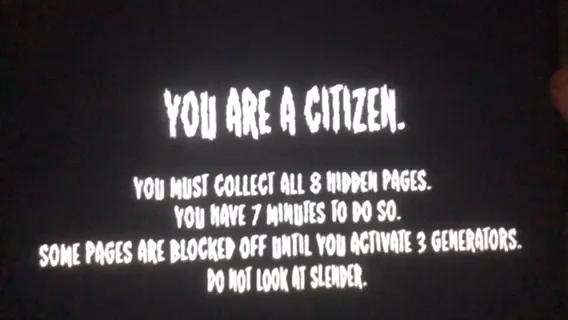 YOU ARE A CITIZEN.
YOU MUST COLLECT ALL 8 HIDDEN PAGES.
YOU HAVE 7 MINUTES TO DO SO.
SOME PAGES ARE BLOCKED OFF UNTIL YOU ACTIVATE 3 GENERATORS.
DO NOT LOOK AT SLENDER.